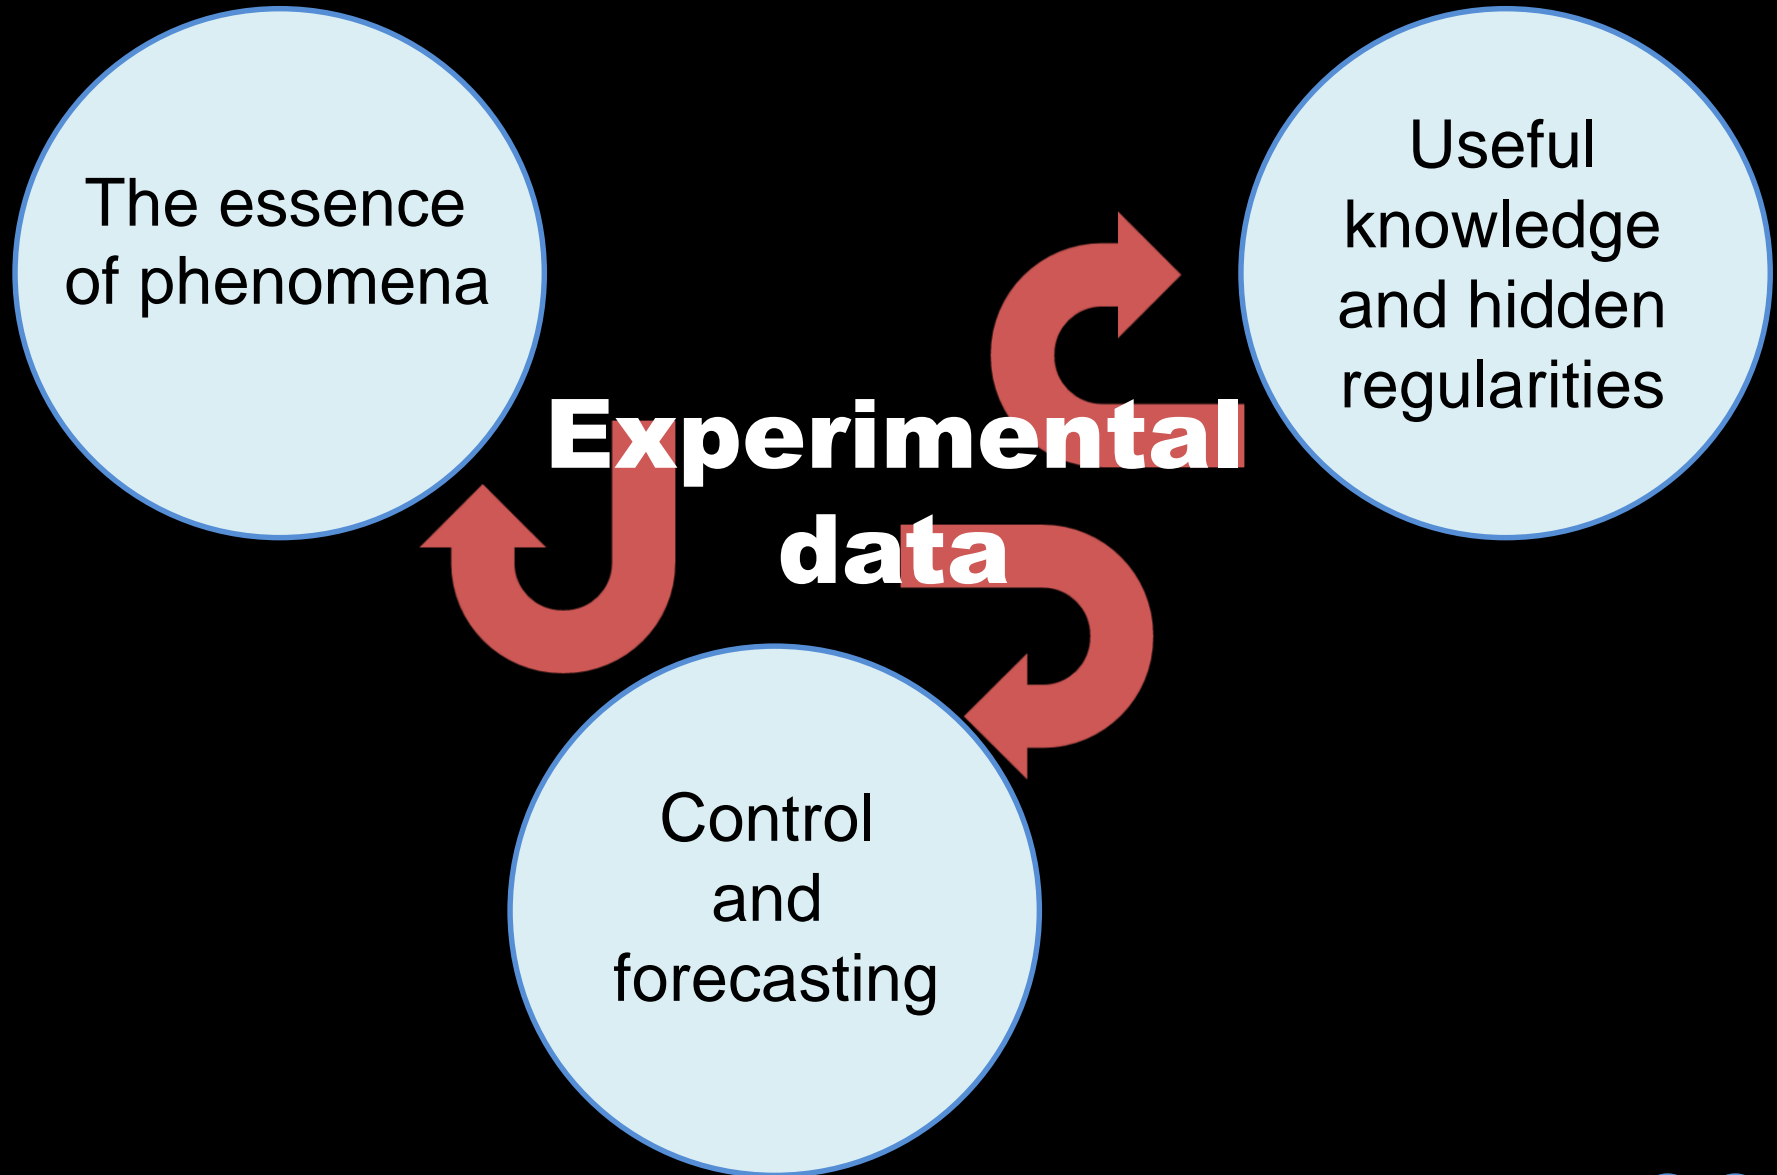 The essence
of phenomena
Useful
knowledge
and hidden
regularities
Experimental
data
Control
and
forecasting